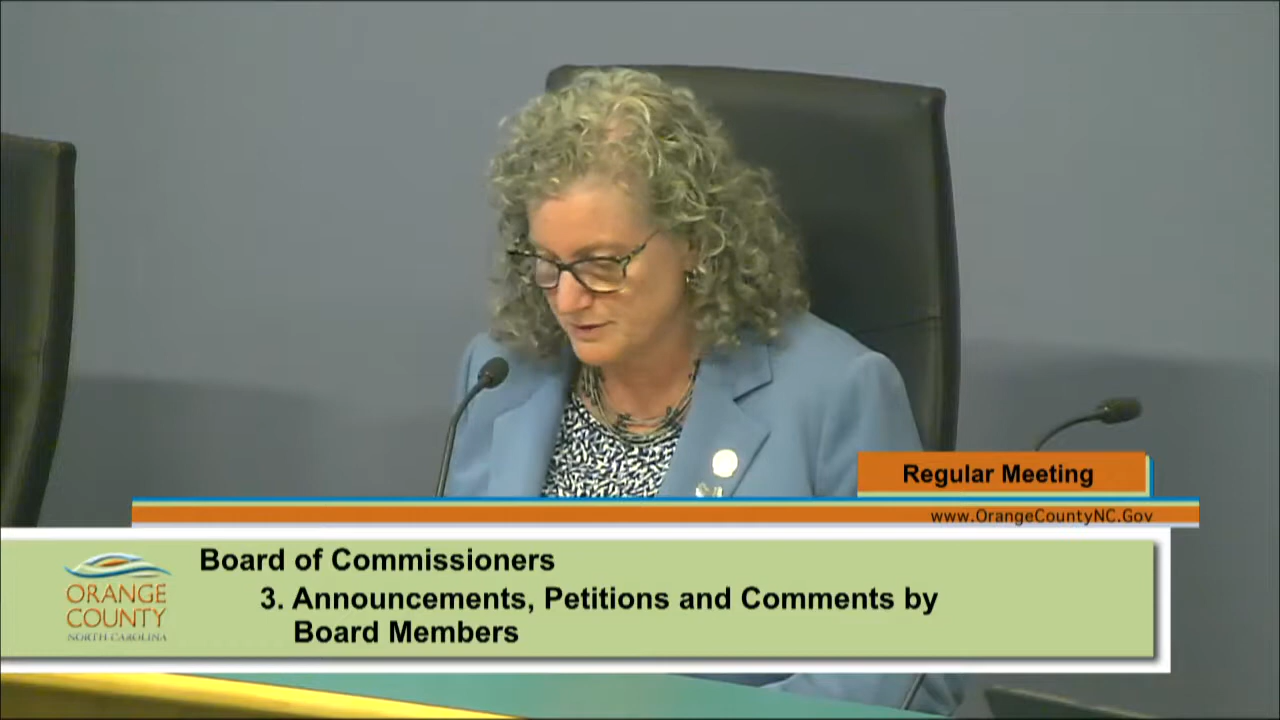 Regular Meeting
www.OrangeCountyNC.Gov
Board of Commissioners
3. Announcements, Petitions and Comments by
Board Members
ORANGE
COUNTY
NORTH CAROLINA